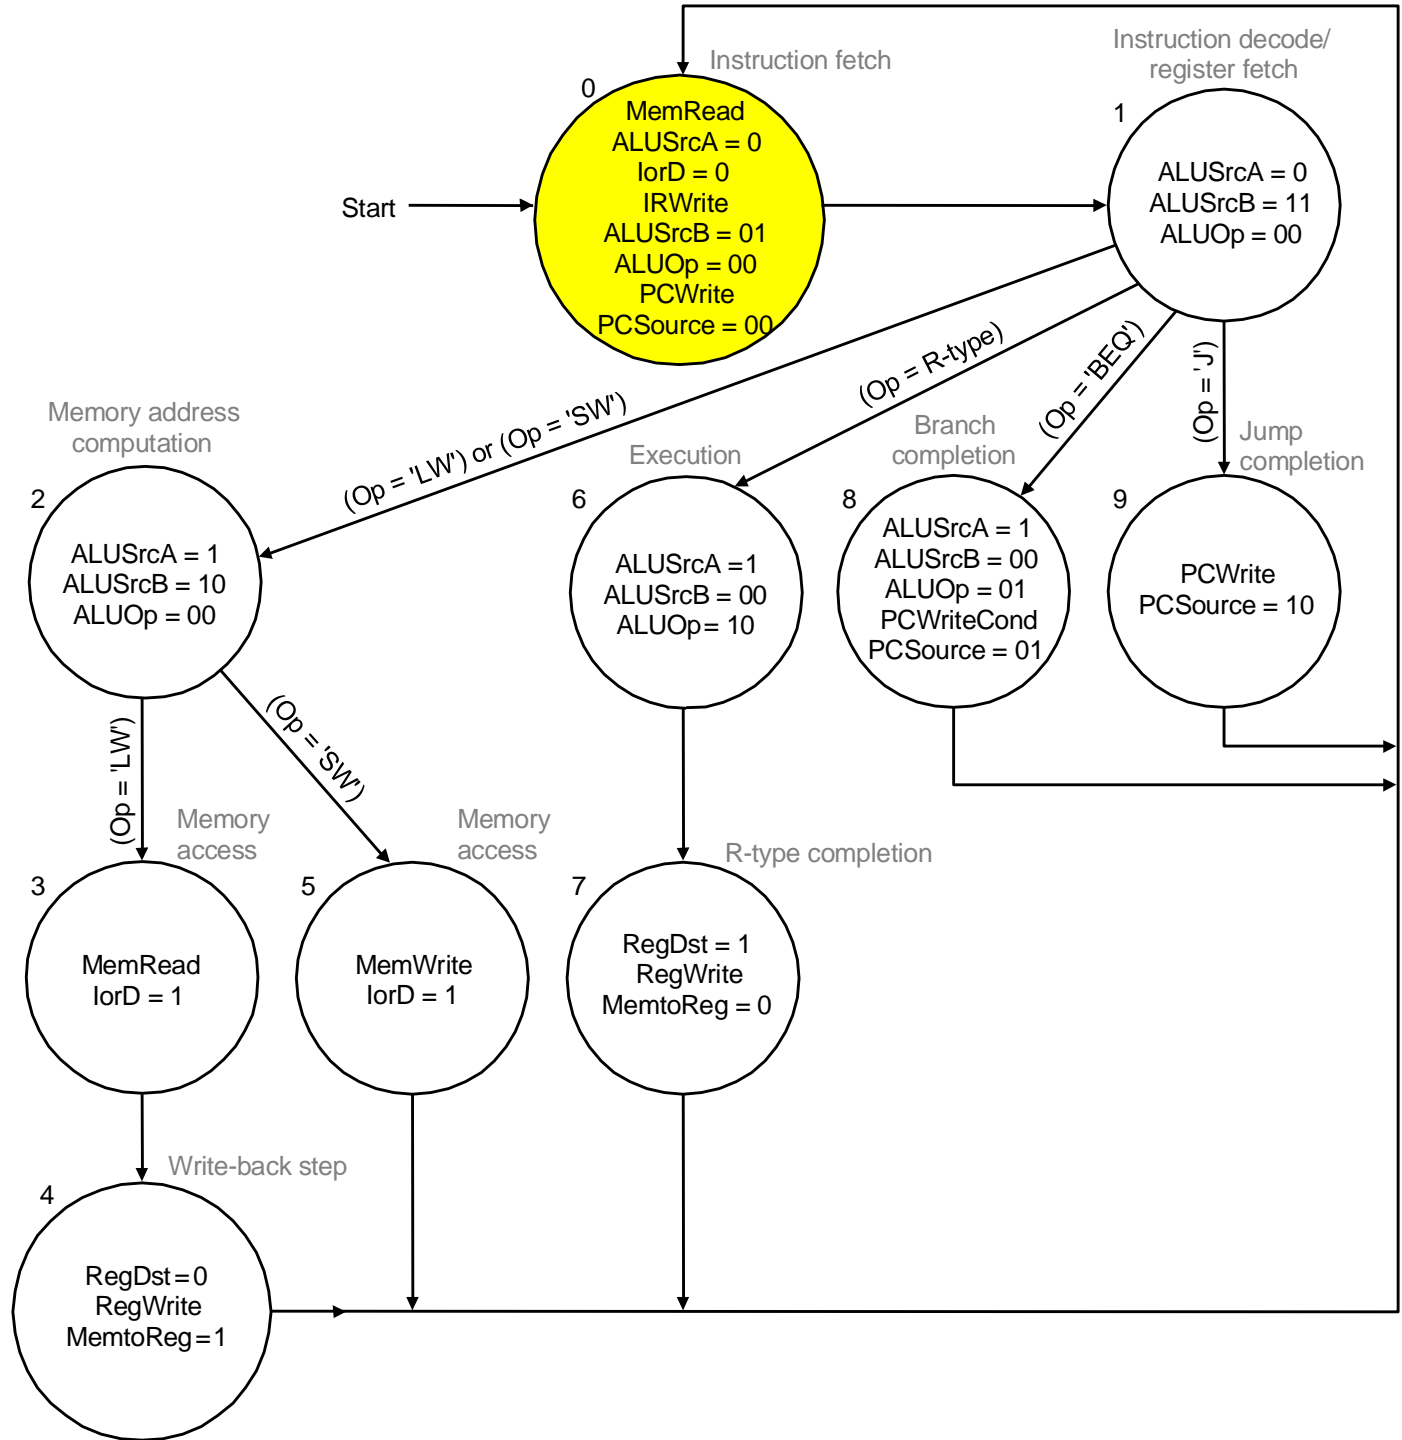 Instruction fetch
Instruction decode/
register fetch
0
MemRead
ALUSrcA = 0
IorD = 0
IRWrite
ALUSrcB = 01
ALUOp = 00
PCWrite
PCSource = 00
1
ALUSrcA = 0
ALUSrcB = 11
ALUOp = 00
Start
(Op = 'LW') or (Op = 'SW')
(Op = R-type)
(Op = 'BEQ')
(Op = 'J')
Memory address
computation
2
ALUSrcA = 1
ALUSrcB = 10
ALUOp = 00
Execution
6
ALUSrcA =1
ALUSrcB = 00
ALUOp= 10
Branch
completion
8
ALUSrcA = 1
ALUSrcB = 00
ALUOp = 01
PCWriteCond
PCSource = 01
Jump
completion
9
PCWrite
PCSource = 10
(Op = 'LW')
(Op = 'SW')
Memory
access
3
MemRead
IorD = 1
Memory
access
5
MemWrite
IorD = 1
R-type completion
7
RegDst = 1
RegWrite
MemtoReg = 0
Write-back step
4
RegDst=0
RegWrite
MemtoReg=1